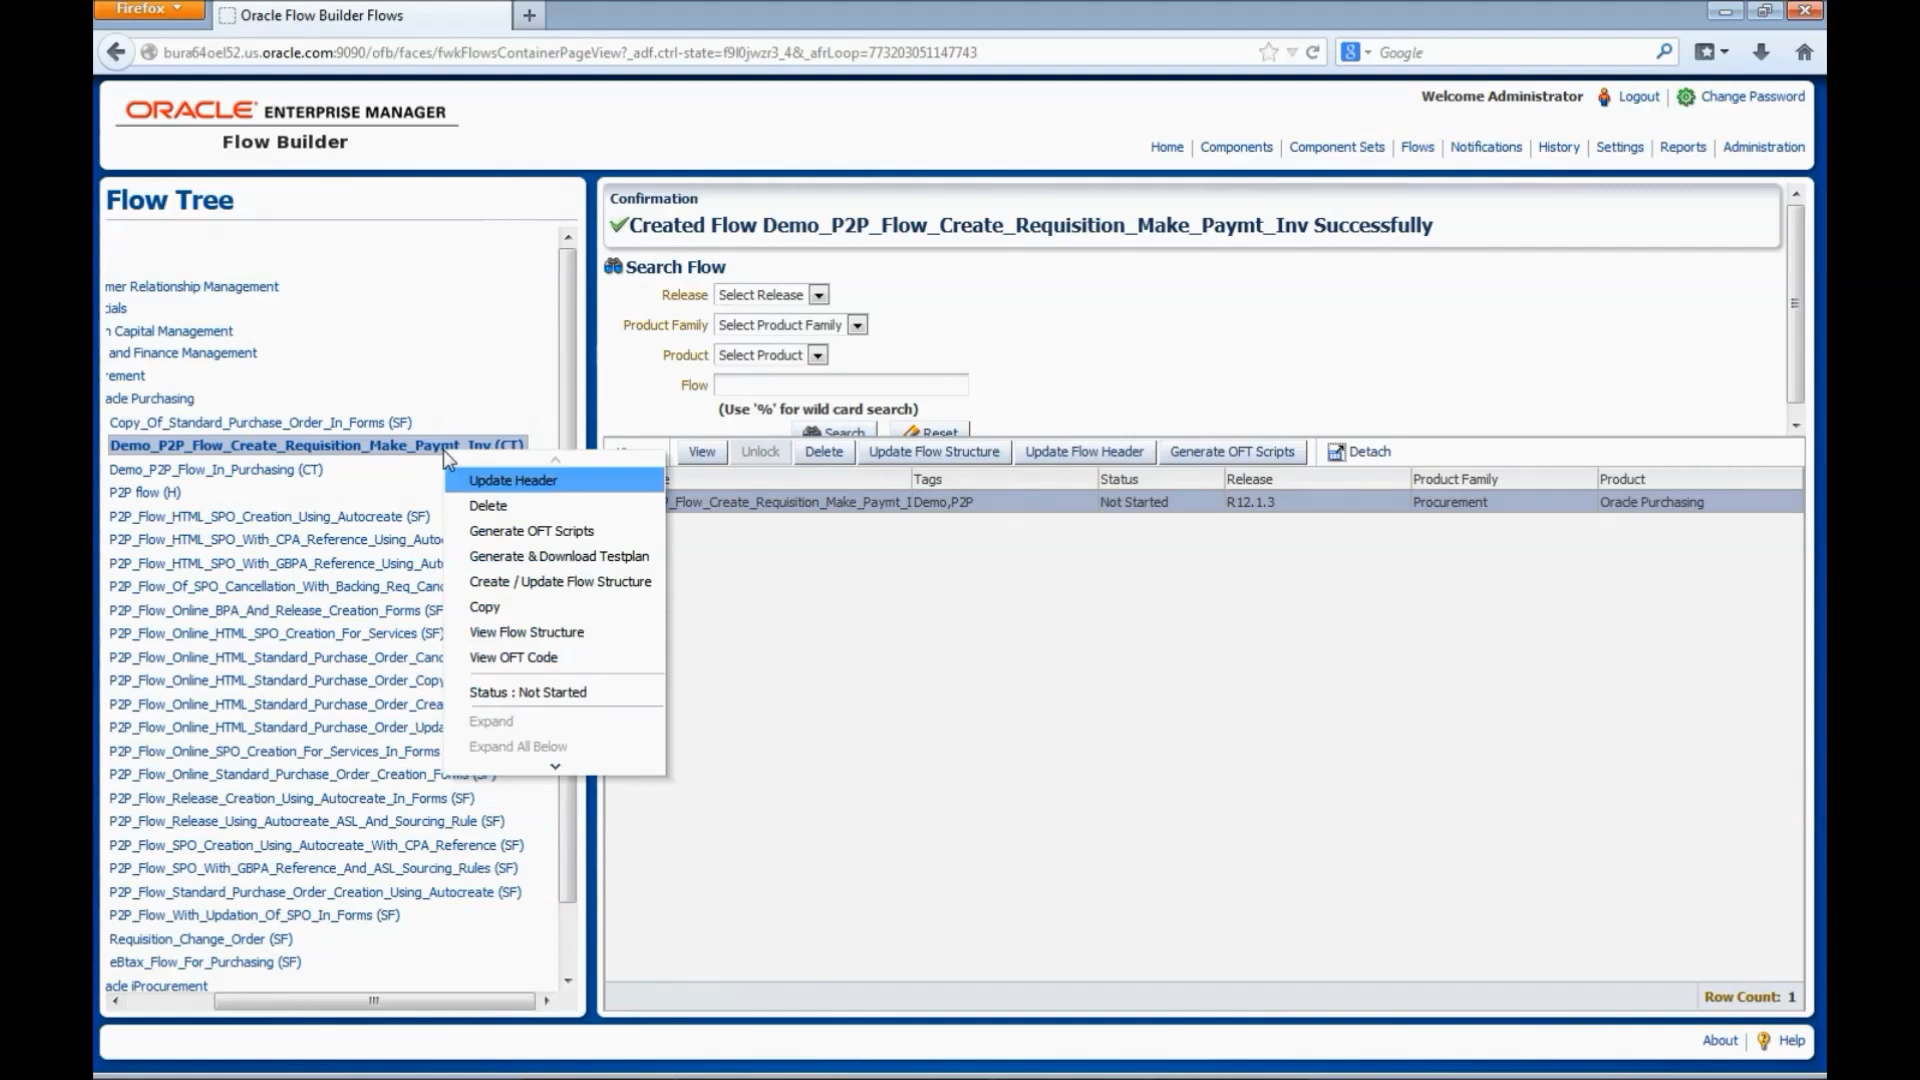 Firefox
Oracle Flow Builder Flows
bura64oel52.us.oracle.com:9090/ofb/faces/fwkFlowsContainerPageView?_adf.ctrl-state=f9l0jwzr3_4&_afrLoop=773203051147743
Google
ORACLE ENTERPRISE MANAGER
Flow Builder
Welcome Administrator
Logout
Change Password
Home
Components
Component Sets
Flows
Notifications
History
Settings
Reports
Administration
Flow Tree
mer Relationship Management
ials
n Capital Management
and Finance Management
rement
acle Purchasing
Copy_Of_Standard_Purchase_Order_In_Forms (SF)
Demo_P2P_Flow_Create_Requisition_Make_Paymt_Inv (CT)
Demo_P2P_Flow_In_Purchasing (CT)
P2P flow (H)
P2P_Flow_HTML_SPO_Creation_Using_Autocreate (SF)
P2P_Flow_HTML_SPO_With_CPA_Reference_Using_Auto
P2P_Flow_HTML_SPO_With_GBPA_Reference_Using_Aut
P2P_Flow_Of_SPO_Cancellation_With_Backing_Req_Canc
P2P_Flow_Online_BPA_And_Release_Creation_Forms (SF
P2P_Flow_Online_HTML_SPO_Creation_For_Services (SF)
P2P_Flow_Online_HTML_Standard_Purchase_Order_Canc
P2P_Flow_Online_HTML_Standard_Purchase_Order_Copy
P2P_Flow_Online_HTML_Standard_Purchase_Order_Crea
P2P_Flow_Online_HTML_Standard_Purchase_Order_Upda
P2P_Flow_Online_SPO_Creation_For_Services_In_Forms
P2P_Flow_Online_Standard_Purchase_Order_Creation_Forms (SF)
P2P_Flow_Release_Creation_Using_Autocreate_In_Forms (SF)
P2P_Flow_Release_Using_Autocreate_ASL_And_Sourcing_Rule (SF)
P2P_Flow_SPO_Creation_Using_Autocreate_With_CPA_Reference (SF)
P2P_Flow_SPO_With_GBPA_Reference_And_ASL_Sourcing_Rules (SF)
P2P_Flow_Standard_Purchase_Order_Creation_Using_Autocreate (SF)
P2P_Flow_With_Updation_Of_SPO_In_Forms (SF)
Requisition_Change_Order (SF)
eBtax_Flow_For_Purchasing (SF)
acle iProcurement
Update Header
Delete
Generate OFT Scripts
Generate & Download Testplan
Create / Update Flow Structure
Copy
View Flow Structure
View OFT Code
Status : Not Started
Expand
Expand All Below
Confirmation
Created Flow Demo_P2P_Flow_Create_Requisition_Make_Paymt_Inv Successfully
Search Flow
Release Select Release
Product Family Select Product Family
Product Select Product
Flow
(Use '%' for wild card search)
Search Reset
View Unlock Delete Update Flow Structure Update Flow Header Generate OFT Scripts Detach
Tags Status Release Product Family Product
_Flow_Create_Requisition_Make_Paymt_I Demo,P2P Not Started R12.1.3 Procurement Oracle Purchasing
Row Count: 1
About
Help